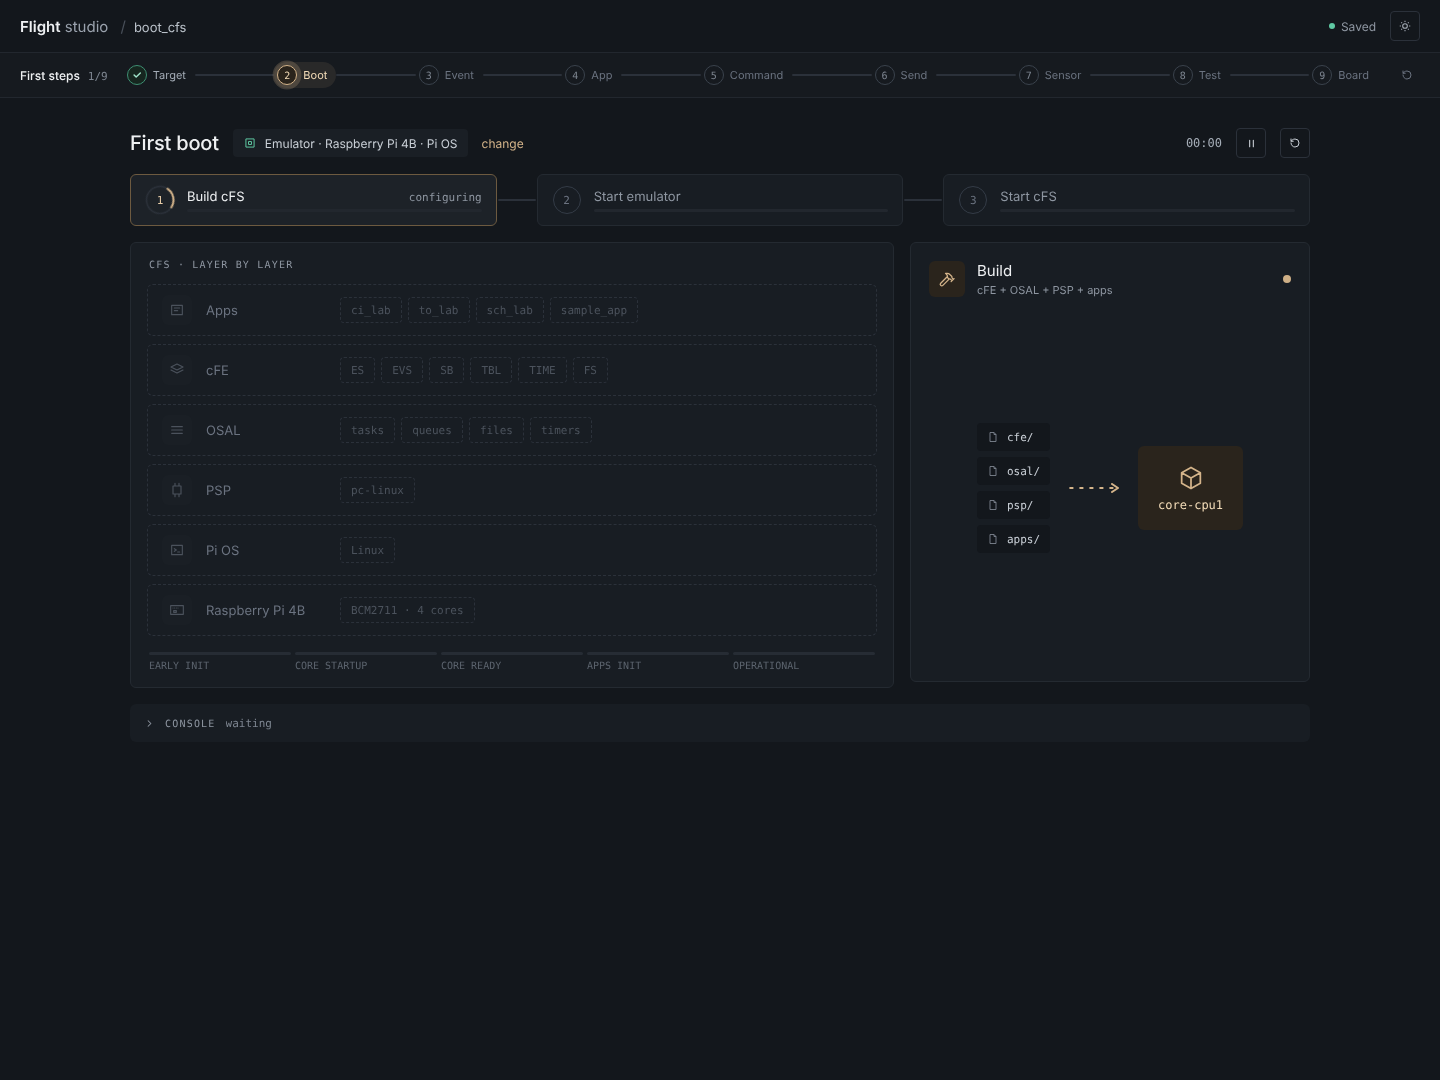 Flight studio / boot_cfs
Saved
First steps 1/9
Target
2 Boot
3 Event
4 App
5 Command
6 Send
7 Sensor
8 Test
9 Board
First boot
Emulator · Raspberry Pi 4B · Pi OS
change
00:00
1 Build cFS configuring
2 Start emulator
3 Start cFS
CFS · LAYER BY LAYER
Apps ci_lab to_lab sch_lab sample_app
cFE ES EVS SB TBL TIME FS
OSAL tasks queues files timers
PSP pc-linux
Pi OS Linux
Raspberry Pi 4B BCM2711 · 4 cores
EARLY INIT CORE STARTUP CORE READY APPS INIT OPERATIONAL
Build
cFE + OSAL + PSP + apps
cfe/
osal/
psp/
apps/
core-cpu1
CONSOLE waiting